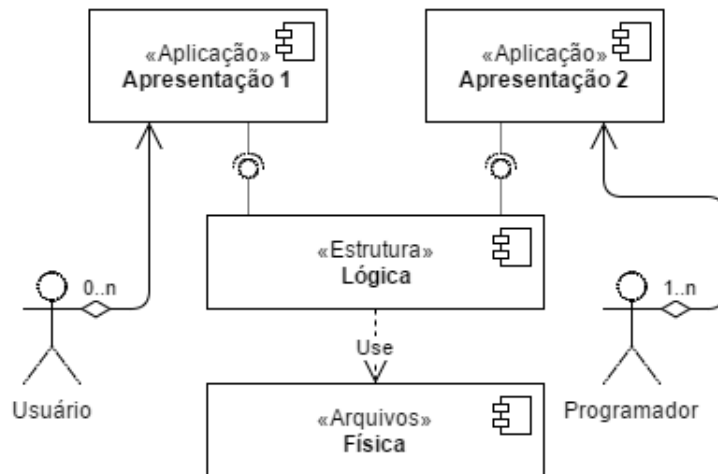 «Aplicação»
Apresentação 1
«Aplicação»
Apresentação 2
«Estrutura»
Lógica
0..n
1..n
Use
Usuário
Programador
«Arquivos»
Física